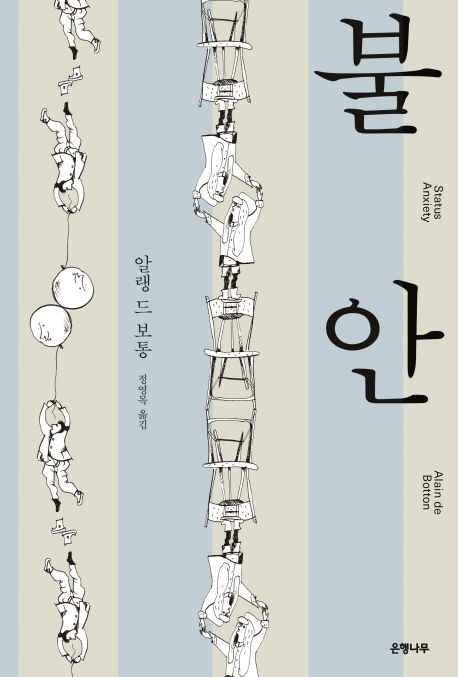 불안
Status
Anxiety
알랭 드 보통
정영목 옮김
Alain de
Botton
은행나무